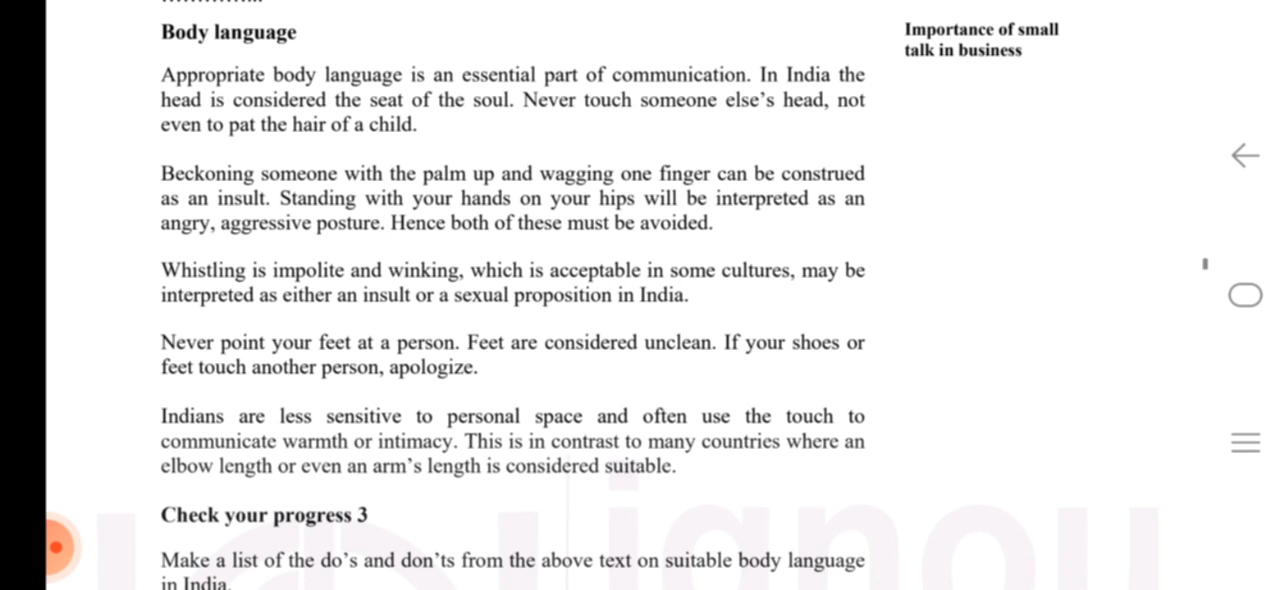 Body language
Importance of small
talk in business
Appropriate body language is an essential part of communication. In India the
head is considered the seat of the soul. Never touch someone else's head, not
even to pat the hair of a child.
Beckoning someone with the palm up and wagging one finger can be construed
as an insult. Standing with your hands on your hips will be interpreted as an
angry, aggressive posture. Hence both of these must be avoided.
Whistling is impolite and winking, which is acceptable in some cultures, may be
interpreted as either an insult or a sexual proposition in India.
Never point your feet at a person. Feet are considered unclean. If your shoes or
feet touch another person, apologize.
Indians are less sensitive to personal space and often use the touch to
communicate warmth or intimacy. This is in contrast to many countries where an
elbow length or even an arm's length is considered suitable.
Check your progress 3
Make a list of the do's and don'ts from the above text on suitable body language
in India.
ignou